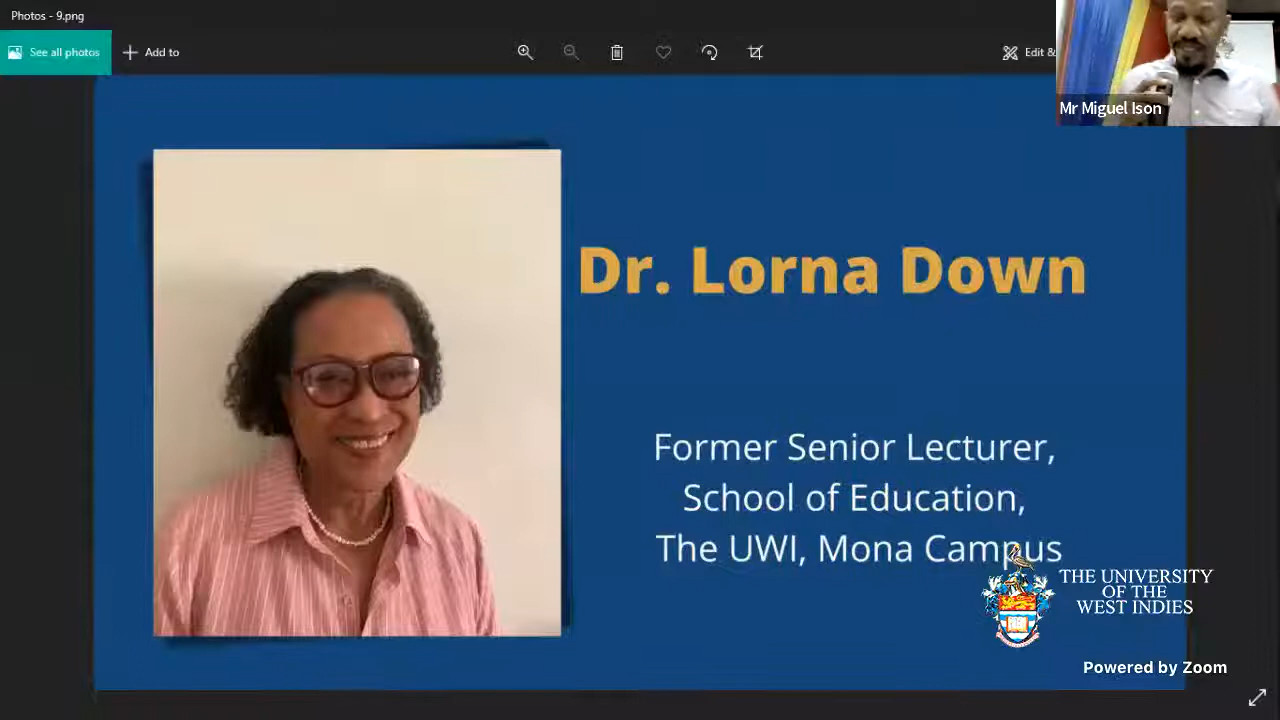 Photos - 9.png
See all photos
Add to
Edit &
Mr Miguel Ison
Dr. Lorna Down
Former Senior Lecturer,
School of Education,
The UWI, Mona Campus
THE UNIVERSITY
OF THE
WEST INDIES
Powered by Zoom